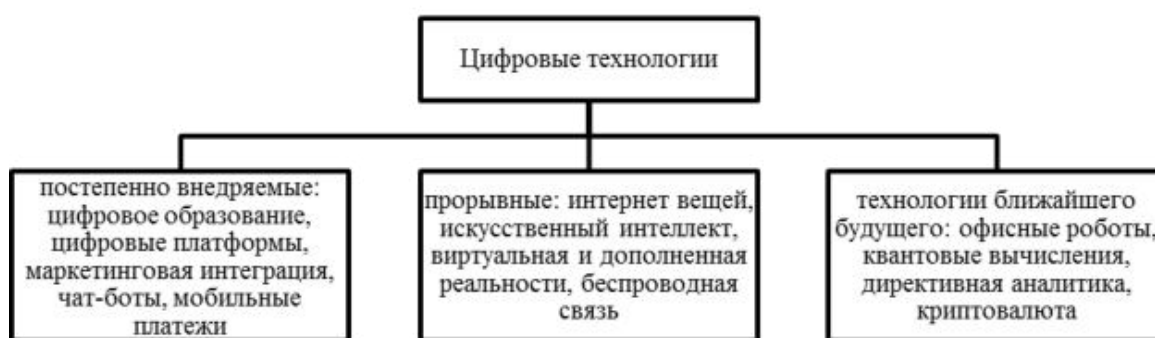 Цифровые технологии
постепенно внедряемые:
цифровое образование,
цифровые платформы,
маркетинговая интеграция,
чат-боты, мобильные
платежи
прорывные: интернет вещей,
искусственный интеллект,
виртуальная и дополненная
реальности, беспроводная
связь
технологии ближайшего
будущего: офисные роботы,
квантовые вычисления,
директивная аналитика,
криптовалюта